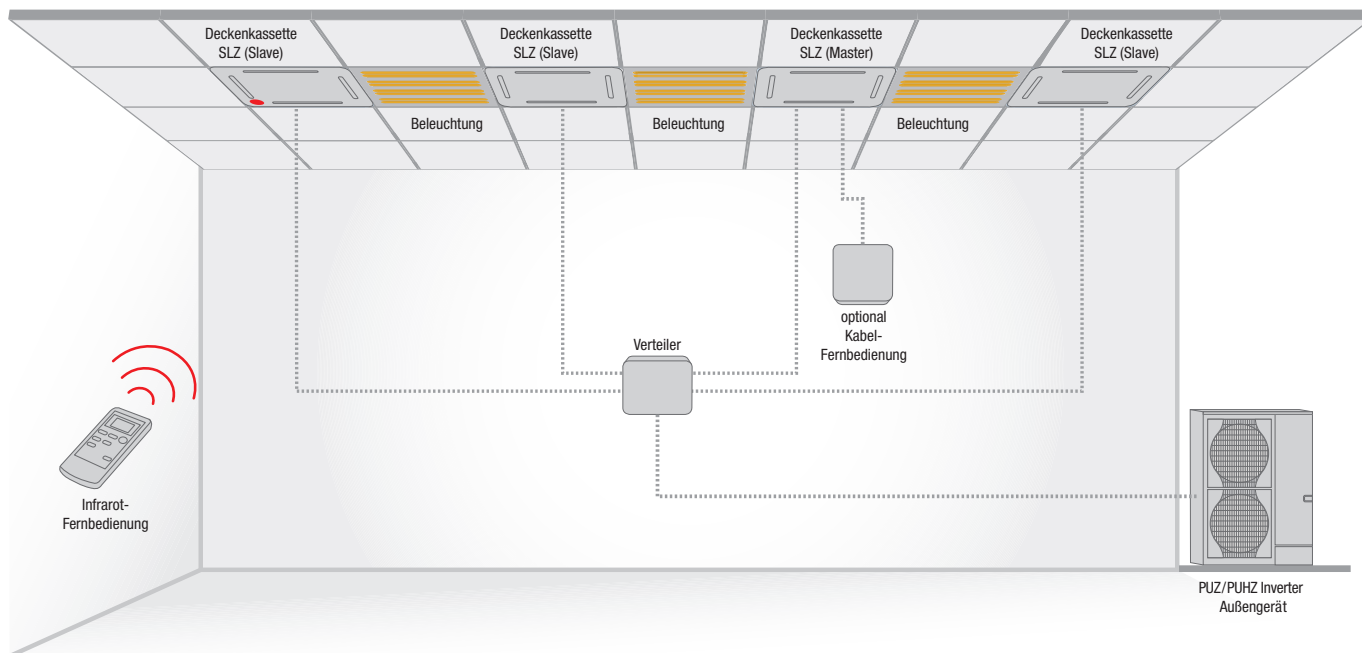 Deckenkassette
SLZ (Slave)
Deckenkassette
SLZ (Slave)
Deckenkassette
SLZ (Master)
Deckenkassette
SLZ (Slave)
Beleuchtung
Beleuchtung
Beleuchtung
optional
Kabel-
Fernbedienung
Verteiler
Infrarot-
Fernbedienung
PUZ/PUHZ Inverter
Außengerät